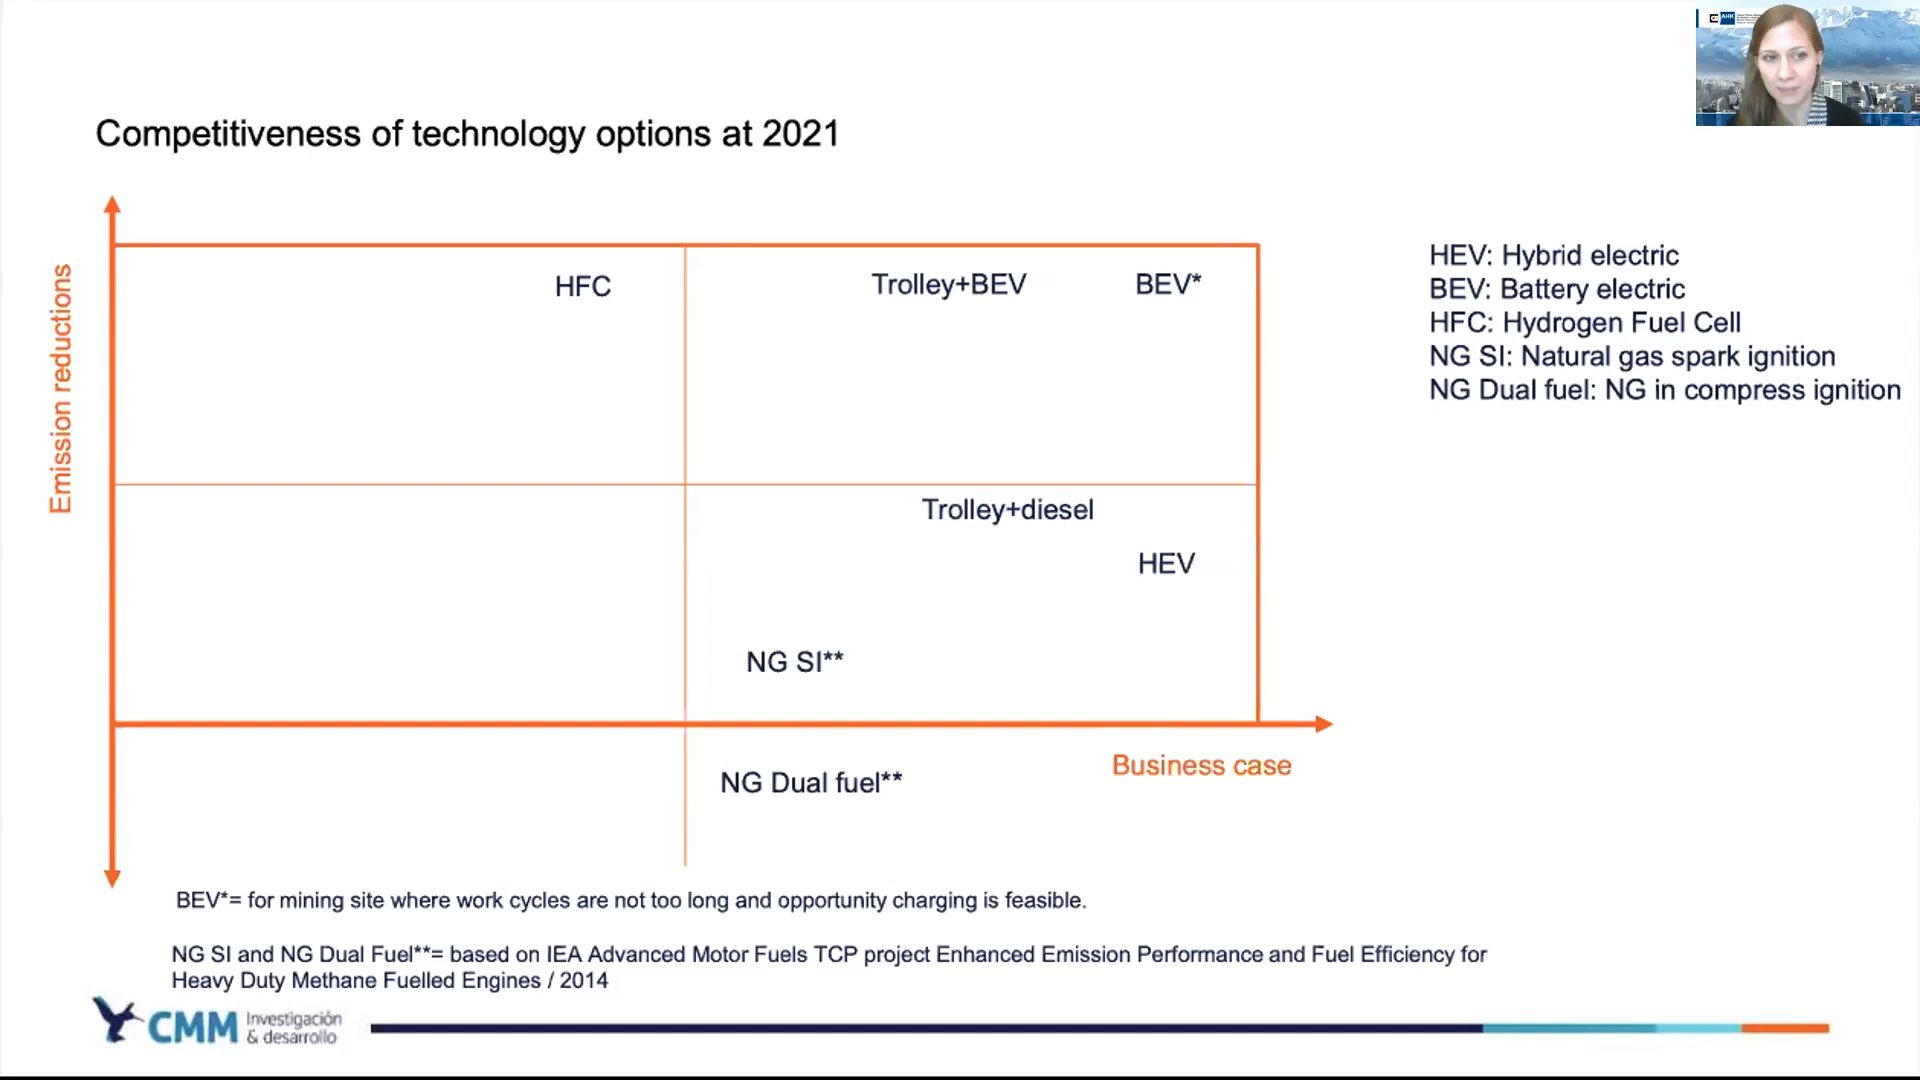 AHK
Competitiveness of technology options at 2021
Emission reductions
HFC
Trolley+BEV
BEV*
HEV: Hybrid electric
BEV: Battery electric
HFC: Hydrogen Fuel Cell
NG SI: Natural gas spark ignition
NG Dual fuel: NG in compress ignition
Trolley+diesel
HEV
NG SI**
Business case
NG Dual fuel**
BEV*= for mining site where work cycles are not too long and opportunity charging is feasible.
NG SI and NG Dual Fuel**= based on IEA Advanced Motor Fuels TCP project Enhanced Emission Performance and Fuel Efficiency for
Heavy Duty Methane Fuelled Engines / 2014
CMM Investigación
& desarrollo